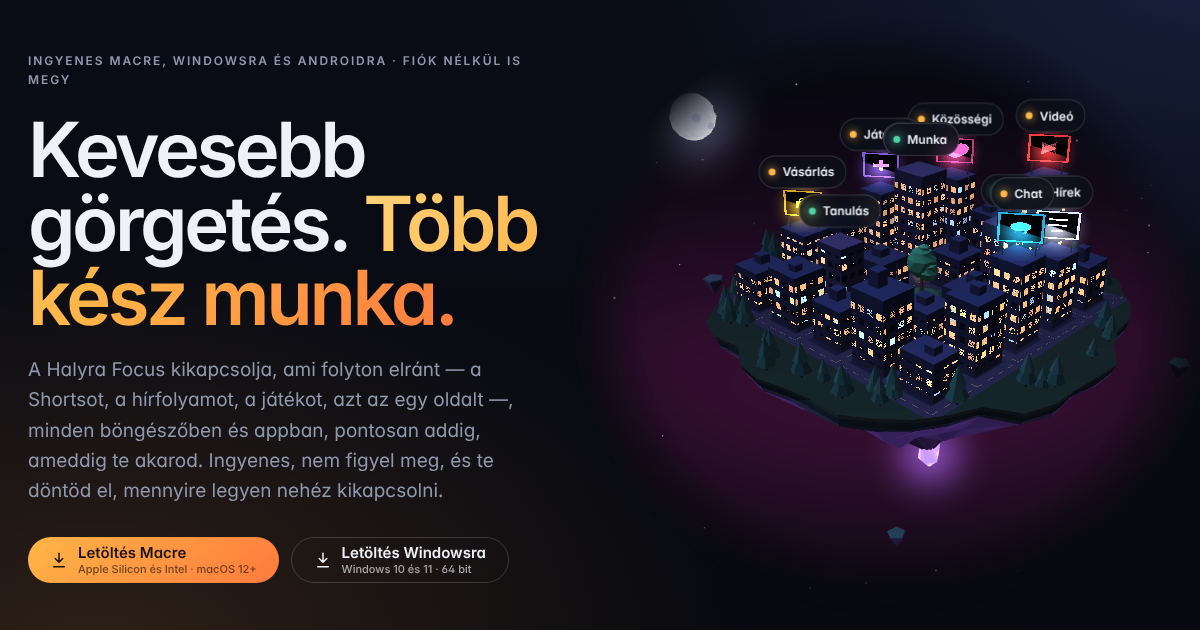 INGYENES MACRE, WINDOWSRA ÉS ANDROIDRA · FIÓK NÉLKÜL IS
MEGY
Kevesebb
görgetés. Több
kész munka.
A Halyra Focus kikapcsolja, ami folyton elránt — a
Shortsot, a hírfolyamot, a játékot, azt az egy oldalt —,
minden böngészőben és appban, pontosan addig,
ameddig te akarod. Ingyenes, nem figyel meg, és te
döntöd el, mennyire legyen nehéz kikapcsolni.
Letöltés Macre
Apple Silicon és Intel · macOS 12+
Letöltés Windowsra
Windows 10 és 11 · 64 bit
Közösségi
Videó
Munka
Vásárlás
Chat
Hírek
Tanulás